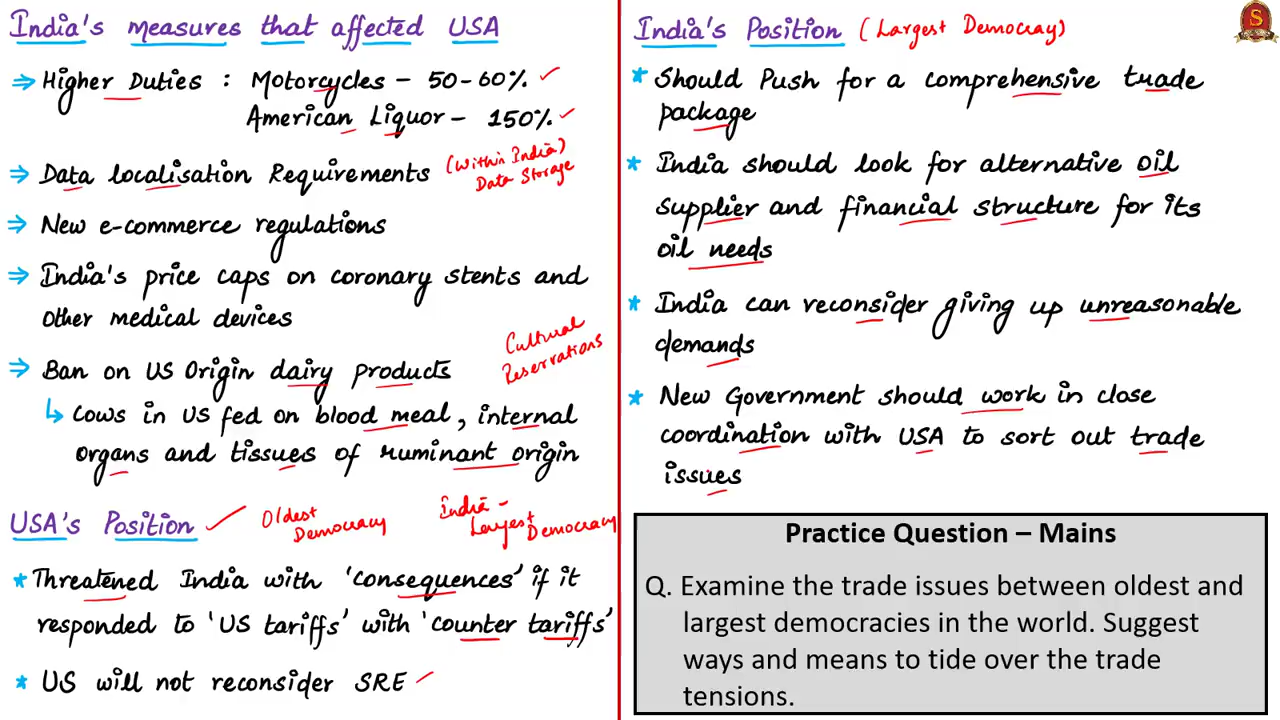 India's measures that affected USA
⇒ Higher Duties : Motorcycles – 50-60%
American Liquor – 150%
⇒ Data localisation Requirements (within India)
Data Storage
⇒ New e-commerce regulations
⇒ India's price caps on coronary stents and
other medical devices
Cultural
Reservations
⇒ Ban on US Origin dairy products
↳ Cows in US fed on blood meal, internal
organs and tissues of ruminant origin
USA's Position
Oldest
Democracy
India –
Largest
Democracy
* Threatened India with 'consequences' if it
responded to 'US tariffs' with 'counter tariffs'
* US will not reconsider SRE
India's Position (Largest Democracy)
* Should Push for a comprehensive trade
package
* India should look for alternative oil
supplier and financial structure for its
oil needs
* India can reconsider giving up unreasonable
demands
* New Government should work in close
coordination with USA to sort out trade
issues
Practice Question – Mains
Q. Examine the trade issues between oldest and
largest democracies in the world. Suggest
ways and means to tide over the trade
tensions.